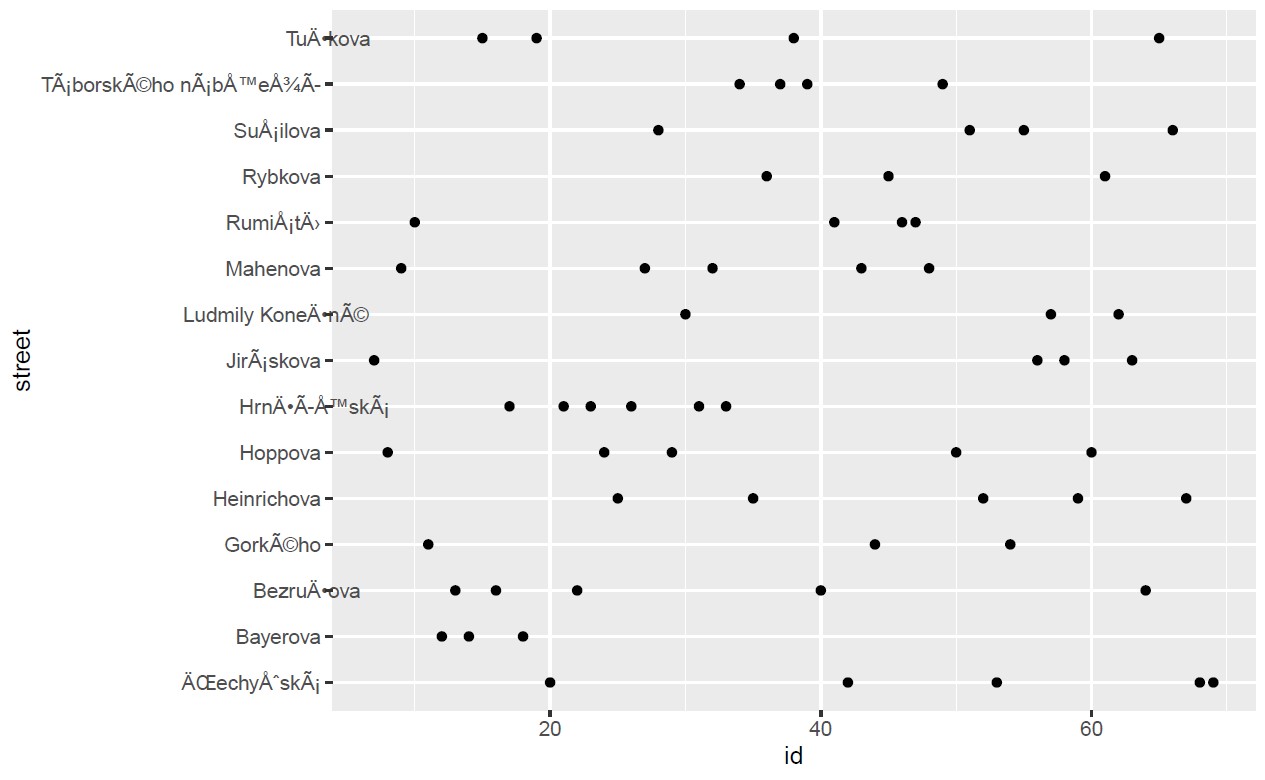 TuÄ•kova
TÃ¡borskÃ©ho nÃ¡bÅ™eÅ¾Ã-
SuÅ¡ilova
Rybkova
RumiÅ¡tÄ›
Mahenova
Ludmily KoneÄ•nÃ©
JirÃ¡skova
HrnÄ•Ã-Å™skÃ¡
Hoppova
Heinrichova
GorkÃ©ho
BezruÄ•ova
Bayerova
ÄŒechyÅˆskÃ¡
street
20 40 60
id